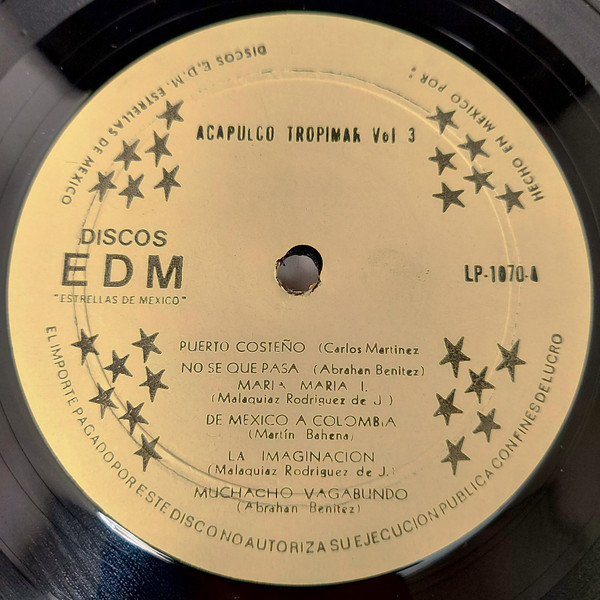 HECHO EN MEXICO POR:
DISCOS E.D.M. ESTRELLAS DE MEXICO
ACAPULCO TROPIMAR Vol 3
DISCOS
EDM
"ESTRELLAS DE MEXICO"
LP-1070-A
PUERTO COSTEÑO (Carlos Martinez
NO SE QUE PASA (Abrahan Benitez)
MARIA MARIA I.
(Malaquiaz Rodriguez de J.)
DE MEXICO A COLOMBIA
(Martín Bahena)
LA IMAGINACION
(Malaquiaz Rodriguez de J.)
MUCHACHO VAGABUNDO
(Abrahan Benitez)
EL IMPORTE PAGADO POR ESTE DISCO NO AUTORIZA SU EJECUCION PUBLICA CON FINES DE LUCRO